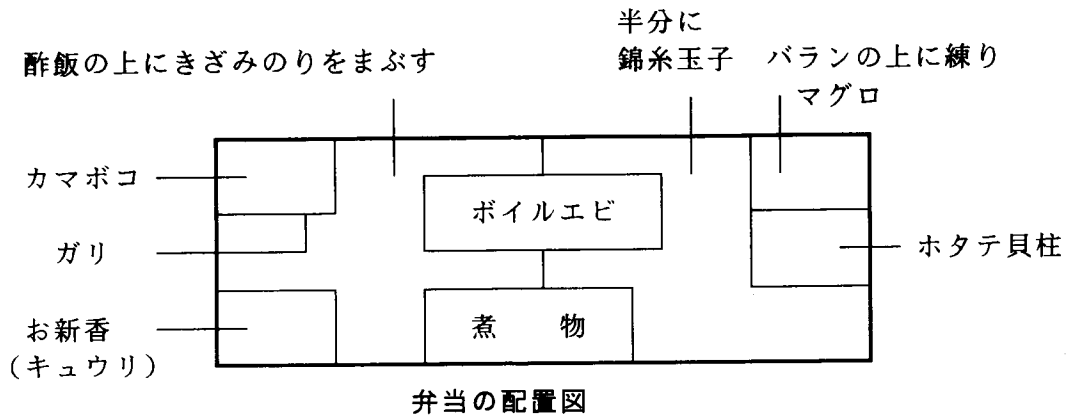 酢飯の上にきざみのりをまぶす
半分に
錦糸玉子
バランの上に練り
マグロ
カマボコ
ボイルエビ
ガリ
ホタテ貝柱
お新香
(キュウリ)
煮　物
弁当の配置図